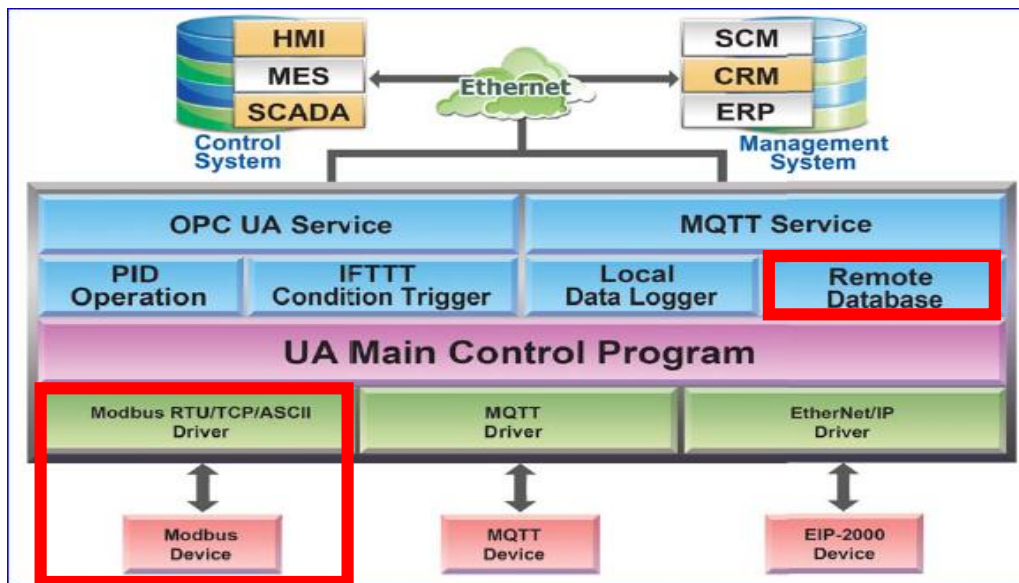 HMI
MES
SCADA
Control
System
Ethernet
SCM
CRM
ERP
Management
System
OPC UA Service
MQTT Service
PID
Operation
IFTTT
Condition Trigger
Local
Data Logger
Remote
Database
UA Main Control Program
Modbus RTU/TCP/ASCII
Driver
MQTT
Driver
EtherNet/IP
Driver
Modbus
Device
MQTT
Device
EIP-2000
Device